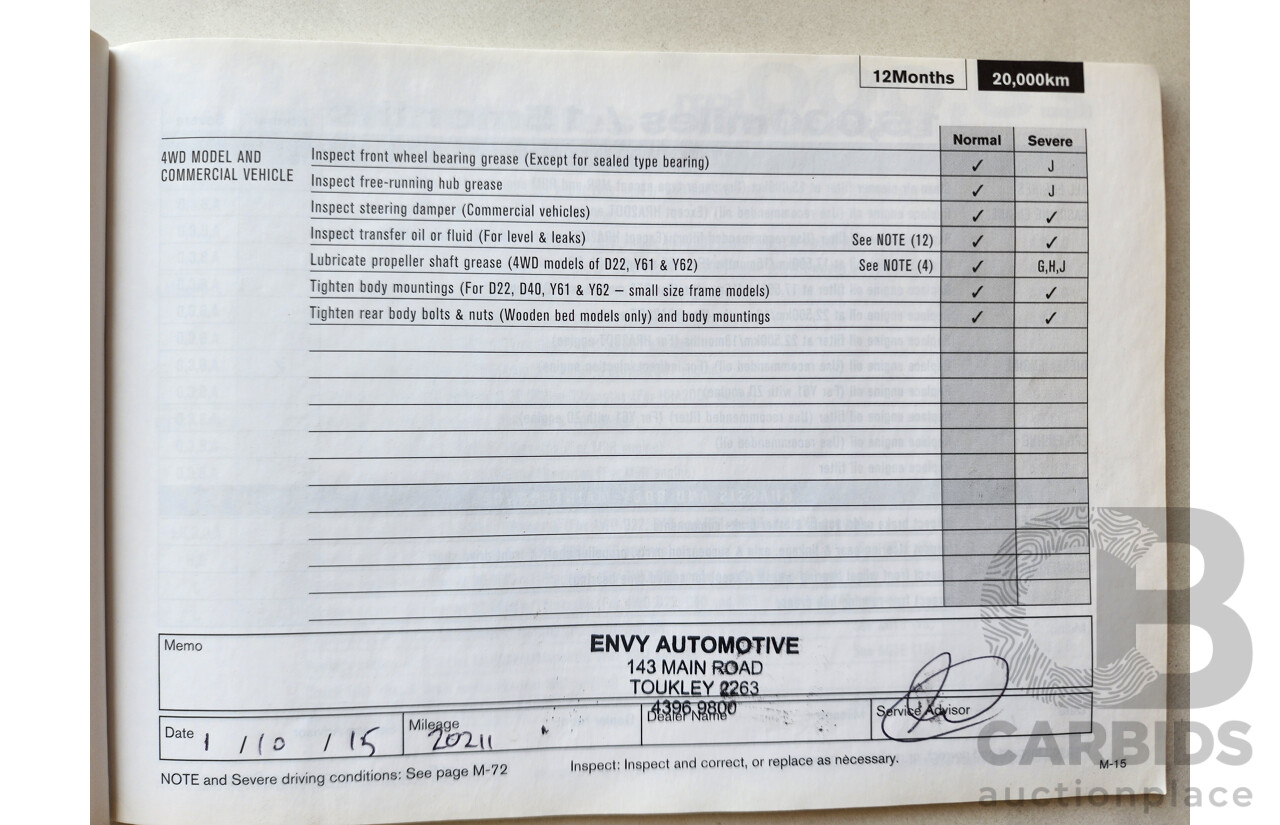 12Months 20,000km
Normal Severe
4WD MODEL AND
COMMERCIAL VEHICLE
Inspect front wheel bearing grease (Except for sealed type bearing) ✓ J
Inspect free-running hub grease ✓ J
Inspect steering damper (Commercial vehicles) ✓ ✓
Inspect transfer oil or fluid (For level & leaks) See NOTE (12) ✓ ✓
Lubricate propeller shaft grease (4WD models of D22, Y61 & Y62) See NOTE (4) ✓ G,H,J
Tighten body mountings (For D22, D40, Y61 & Y62 – small size frame models) ✓ ✓
Tighten rear body bolts & nuts (Wooden bed models only) and body mountings ✓ ✓
Memo
ENVY AUTOMOTIVE
143 MAIN ROAD
TOUKLEY 2263
4396 9800
Date 1 / 10 / 15 Mileage 20211 Dealer Name Service Advisor
NOTE and Severe driving conditions: See page M-72 Inspect: Inspect and correct, or replace as necessary. M-15
CB
CARBIDS
auctionplace